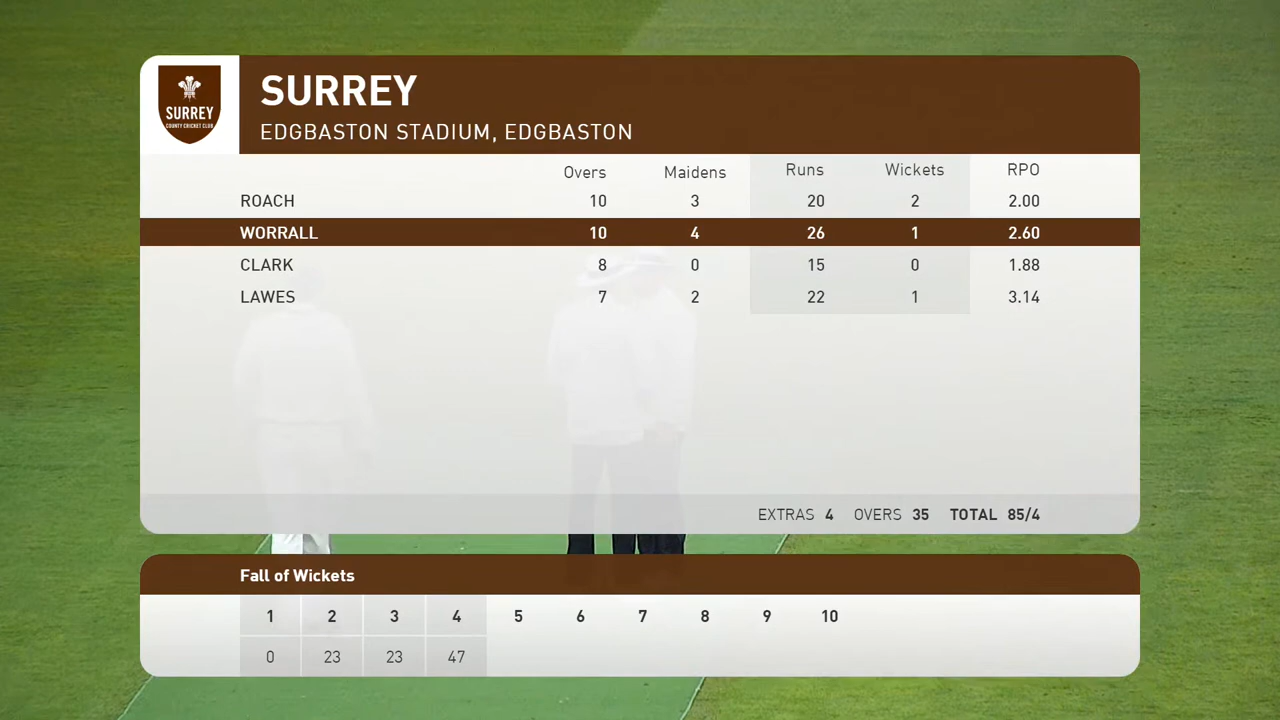 SURREY
COUNTY CRICKET CLUB
SURREY
EDGBASTON STADIUM, EDGBASTON
Overs Maidens Runs Wickets RPO
ROACH 10 3 20 2 2.00
WORRALL 10 4 26 1 2.60
CLARK 8 0 15 0 1.88
LAWES 7 2 22 1 3.14
EXTRAS 4 OVERS 35 TOTAL 85/4
Fall of Wickets
1 2 3 4 5 6 7 8 9 10
0 23 23 47